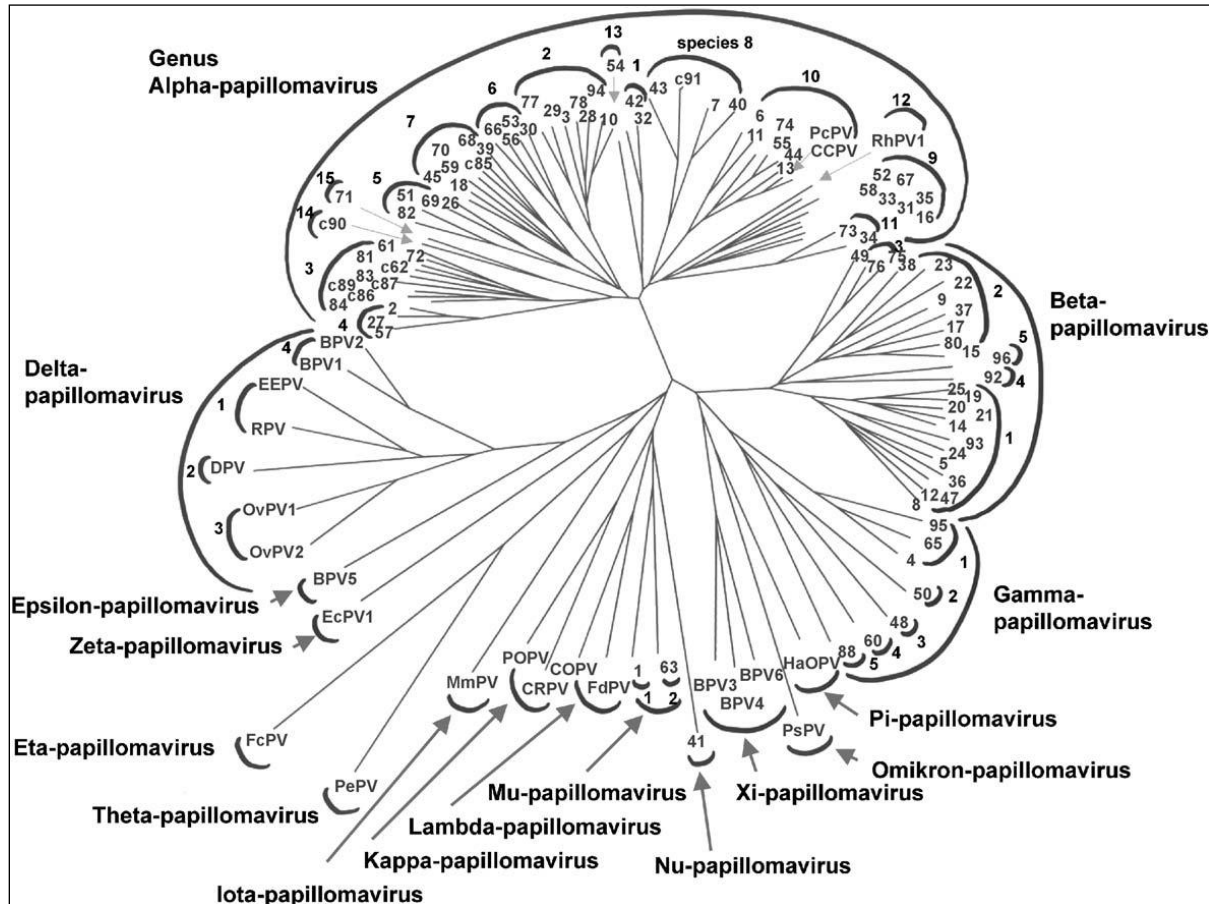 Genus
Alpha-papillomavirus
13
54
2
1
species 8
10
12
9
6
7
5
15
14
3
4
77
94
29
3
78
28
10
42
32
43
c91
7
40
6
11
74
55
44
13
PcPV
CCPV
RhPV1
52
67
58
33
31
35
16
11
73
34
66
53
56
30
70
68
39
59
c85
45
18
51
82
69
26
71
c90
61
81
72
c62
83
c89
c87
84
c86
2
27
57
Beta-
papillomavirus
3
49
76
75
38
23
22
9
37
17
80
15
2
5
96
92
4
25
19
20
21
14
93
24
5
36
12
47
8
1
Delta-
papillomavirus
4
BPV2
BPV1
1
EEPV
RPV
2
DPV
3
OvPV1
OvPV2
Gamma-
papillomavirus
95
65
4
1
50
2
48
3
60
4
88
5
Epsilon-papillomavirus
BPV5
Zeta-papillomavirus
EcPV1
Eta-papillomavirus
FcPV
Theta-papillomavirus
PePV
Iota-papillomavirus
MmPV
Kappa-papillomavirus
POPV
CRPV
Lambda-papillomavirus
COPV
FdPV
Mu-papillomavirus
1
63
1
2
Nu-papillomavirus
41
Xi-papillomavirus
BPV3
BPV4
BPV6
Omikron-papillomavirus
PsPV
Pi-papillomavirus
HaOPV